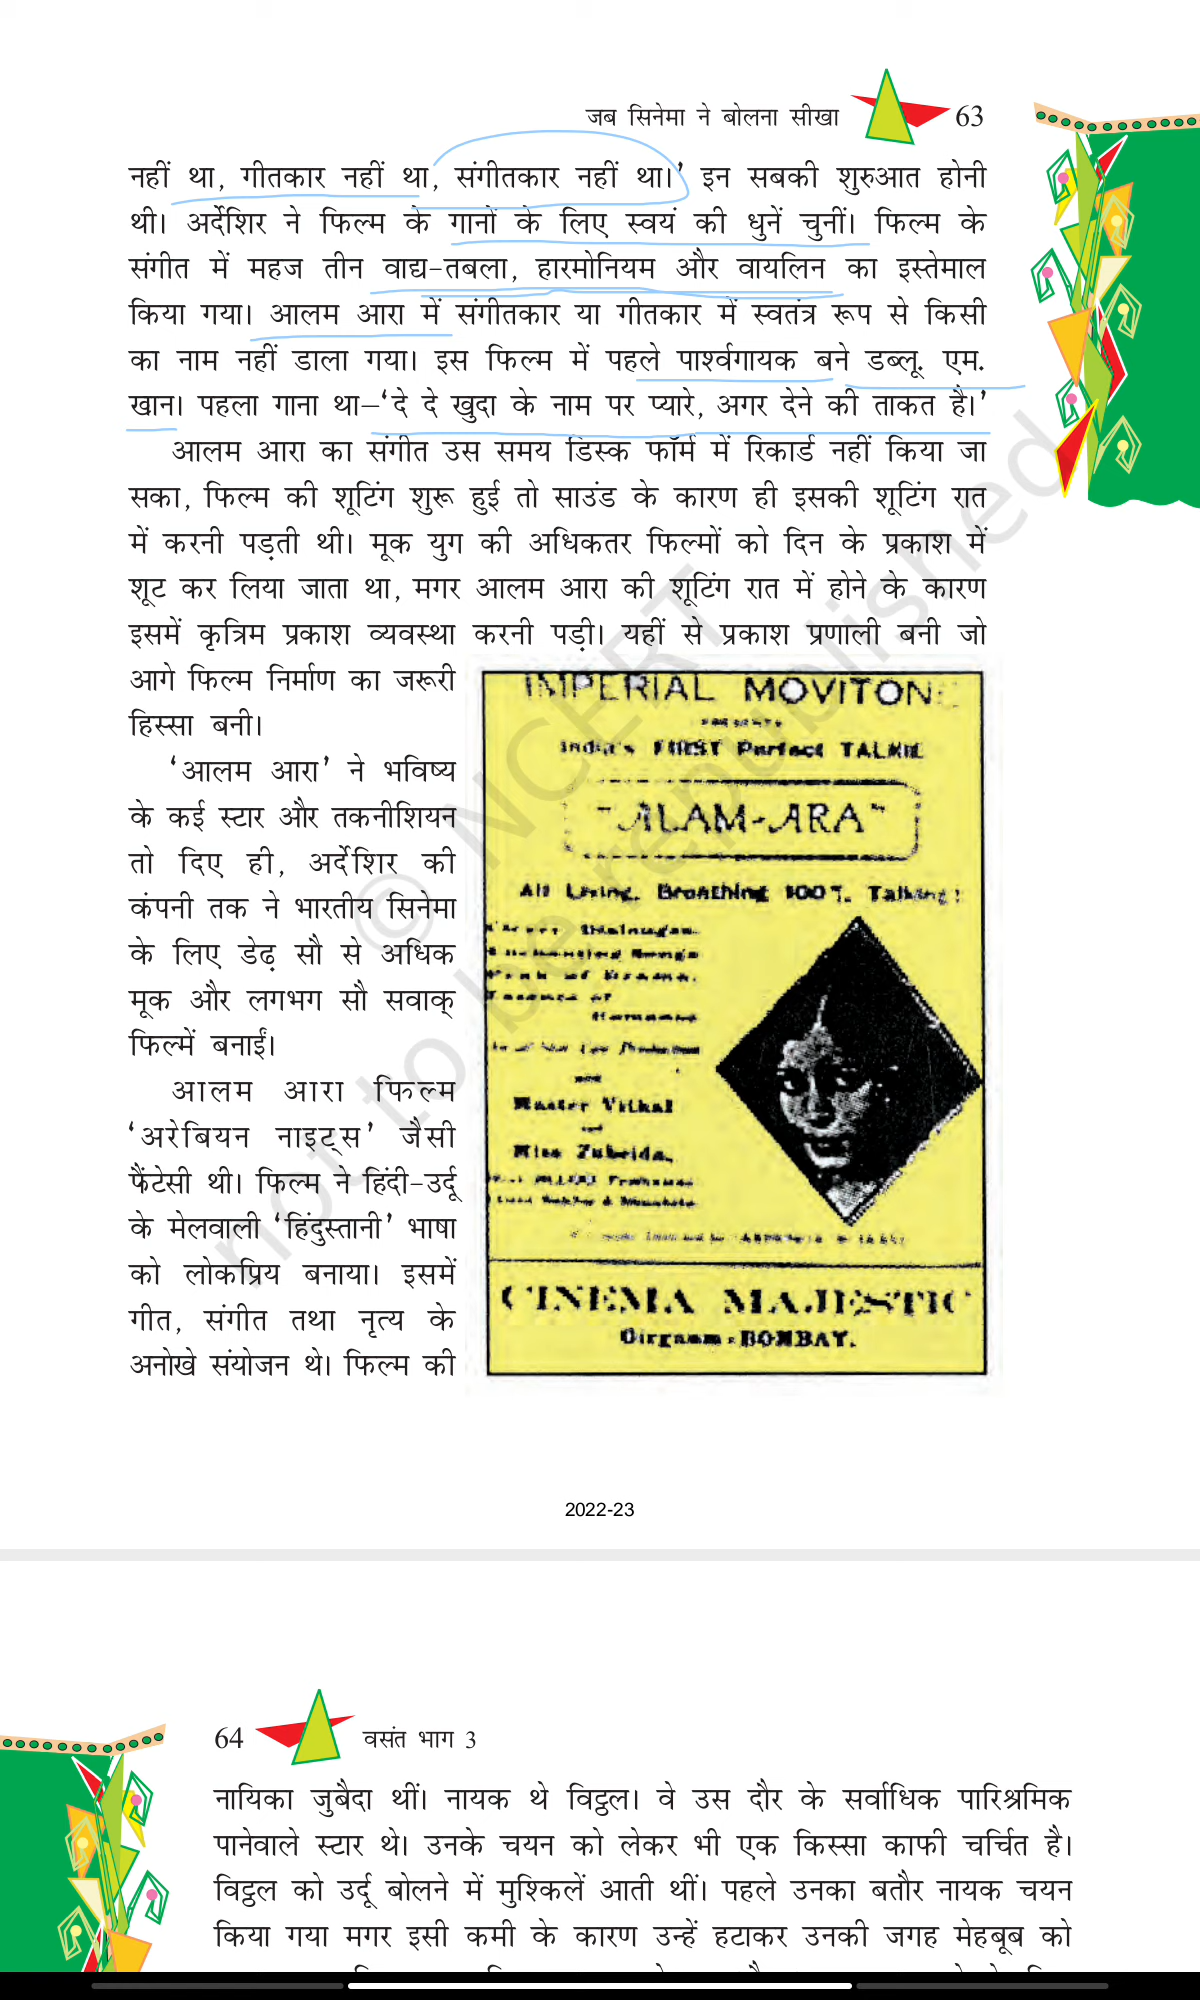 जब सिनेमा ने बोलना सीखा 63
नहीं था, गीतकार नहीं था, संगीतकार नहीं था।’ इन सबकी शुरुआत होनी
थी। अर्देशिर ने फिल्म के गानों के लिए स्वयं की धुनें चुनीं। फिल्म के
संगीत में महज तीन वाद्य-तबला, हारमोनियम और वायलिन का इस्तेमाल
किया गया। आलम आरा में संगीतकार या गीतकार में स्वतंत्र रूप से किसी
का नाम नहीं डाला गया। इस फिल्म में पहले पार्श्वगायक बने डब्लू. एम.
खान। पहला गाना था–‘दे दे खुदा के नाम पर प्यारे, अगर देने की ताकत है।’
आलम आरा का संगीत उस समय डिस्क फॉर्म में रिकार्ड नहीं किया जा
सका, फिल्म की शूटिंग शुरू हुई तो साउंड के कारण ही इसकी शूटिंग रात
में करनी पड़ती थी। मूक युग की अधिकतर फिल्मों को दिन के प्रकाश में
शूट कर लिया जाता था, मगर आलम आरा की शूटिंग रात में होने के कारण
इसमें कृत्रिम प्रकाश व्यवस्था करनी पड़ी। यहीं से प्रकाश प्रणाली बनी जो
आगे फिल्म निर्माण का जरूरी
हिस्सा बनी।
‘आलम आरा’ ने भविष्य
के कई स्टार और तकनीशियन
तो दिए ही, अर्देशिर की
कंपनी तक ने भारतीय सिनेमा
के लिए डेढ़ सौ से अधिक
मूक और लगभग सौ सवाक्
फिल्में बनाईं।
आलम आरा फिल्म
‘अरेबियन नाइट्स’ जैसी
फैंटेसी थी। फिल्म ने हिंदी-उर्दू
के मेलवाली ‘हिंदुस्तानी’ भाषा
को लोकप्रिय बनाया। इसमें
गीत, संगीत तथा नृत्य के
अनोखे संयोजन थे। फिल्म की
IMPERIAL MOVITONE
PRESENTS
India's FIRST Perfect TALKIE
"ALAM-ARA"
All Living. Breathing 100%. Talking!
Master Vithal
and
Miss Zubeida.
CINEMA MAJESTIC
Girgaum - BOMBAY.
© NCERT
not to be republished
2022-23
64 वसंत भाग 3
नायिका जुबैदा थीं। नायक थे विट्ठल। वे उस दौर के सर्वाधिक पारिश्रमिक
पानेवाले स्टार थे। उनके चयन को लेकर भी एक किस्सा काफी चर्चित है।
विट्ठल को उर्दू बोलने में मुश्किलें आती थीं। पहले उनका बतौर नायक चयन
किया गया मगर इसी कमी के कारण उन्हें हटाकर उनकी जगह मेहबूब को